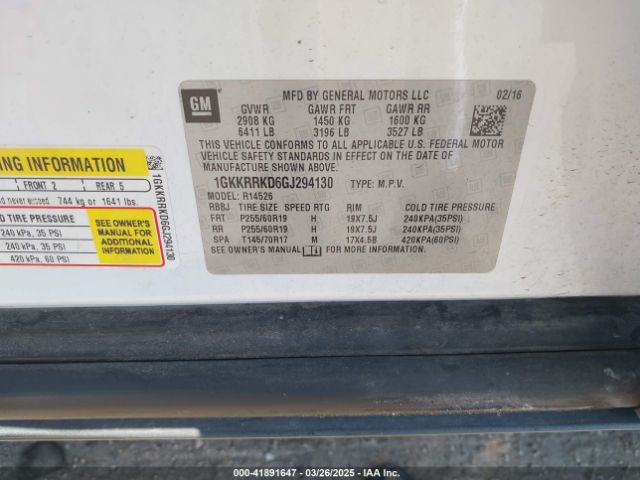 GM
MFD BY GENERAL MOTORS LLC 02/16
GVWR GAWR FRT GAWR RR
2908 KG 1450 KG 1600 KG
6411 LB 3196 LB 3527 LB
THIS VEHICLE CONFORMS TO ALL APPLICABLE U.S. FEDERAL MOTOR
VEHICLE SAFETY STANDARDS IN EFFECT ON THE DATE OF
MANUFACTURE SHOWN ABOVE.
1GKKRRKD6GJ294130 TYPE: M.P.V.
MODEL: R14526
RBBJ TIRE SIZE SPEED RTG RIM COLD TIRE PRESSURE
FRT P255/60R19 H 19X7.5J 240KPA(35PSI)
RR P255/60R19 H 19X7.5J 240KPA(35PSI)
SPA T145/70R17 M 17X4.5B 420KPA(60PSI)
SEE OWNER'S MANUAL FOR MORE INFORMATION.
ING INFORMATION
FRONT 2 REAR 5
never exceed 744 kg or 1641 lbs.
D TIRE PRESSURE
240 kPa, 35 PSI
240 kPa, 35 PSI
420 kPa, 60 PSI
SEE OWNER'S
MANUAL FOR
ADDITIONAL
INFORMATION
1GKKRRKD6GJ294130
000-41891647 | 03/26/2025 | IAA Inc.